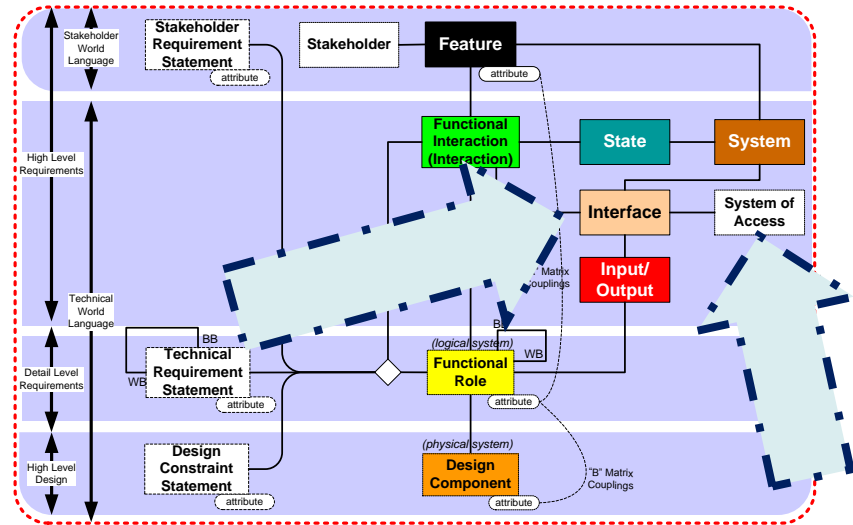 Stakeholder
World
Language
Stakeholder
Requirement
Statement
attribute
Stakeholder
Feature
attribute
High Level
Requirements
Technical
World
Language
Functional
Interaction
(Interaction)
State
System
Interface
System of
Access
Input/
Output
Matrix
Detail Level
Requirements
BB
WB
Technical
Requirement
Statement
attribute
(logical system)
WB
Functional
Role
attribute
High Level
Design
Design
Constraint
Statement
attribute
(physical system)
Design
Component
attribute
"B" Matrix
Couplings